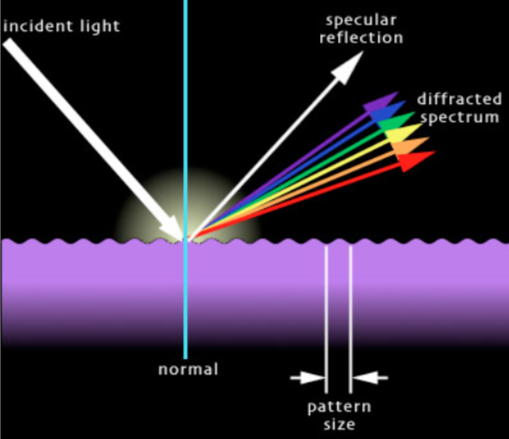 incident light
specular
reflection
diffracted
spectrum
normal
pattern
size